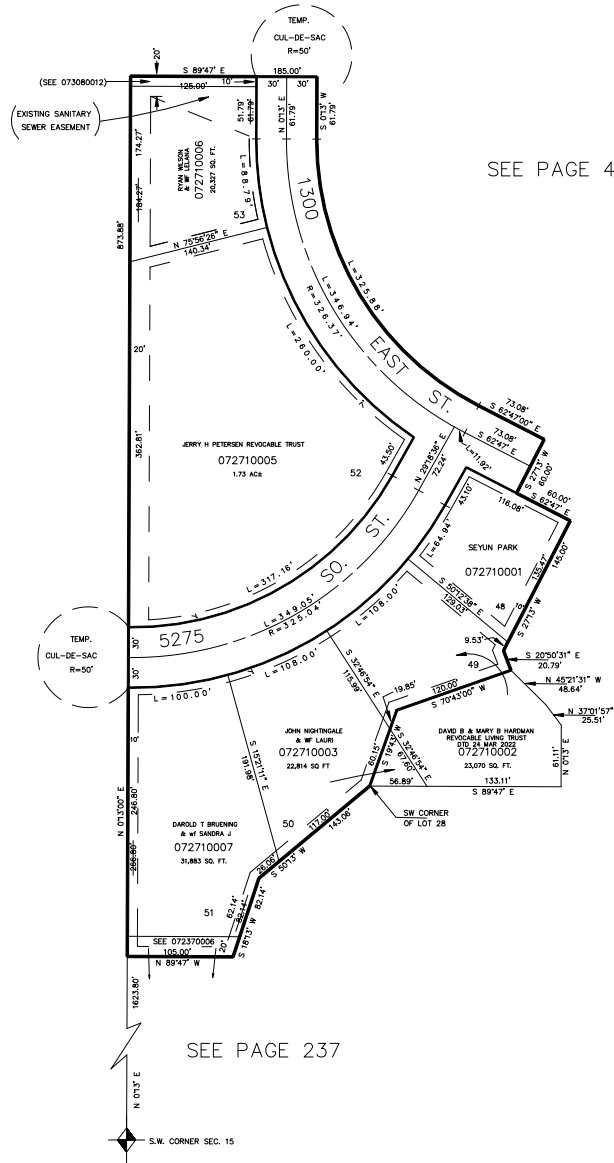 TEMP.
CUL-DE-SAC
R=50'
20'
S 89°47' E
185.00'
(SEE 073080012)
10'
30'
30'
125.00'
EXISTING SANITARY
SEWER EASEMENT
51.79'
61.79'
N 0°13' E
61.79'
S 0°13' W
61.79'
174.27'
184.27'
873.88'
RYAN WILSON
& WF LELANIA
072710006
20,327 SQ. FT.
L=88.79'
53
SEE PAGE 4
1300
EAST ST.
N 75°56'26" E
140.34'
L=325.88'
L=346.94'
R=326.37'
L=260.00'
20'
362.81'
JERRY H PETERSEN REVOCABLE TRUST
072710005
1.73 AC±
52
43.50'
N 29°18'36" E
72.24'
L=11.92'
73.08'
S 62°47'00" E
73.08'
S 62°47' E
S 27°13' W
60.00'
60.00'
S 62°47' E
43.10'
116.08'
L=64.94'
SEYUN PARK
072710001
48
10'
135.47'
145.00'
S 27°13' W
L=317.16'
SO. ST.
L=349.05'
R=325.04'
5275
30'
30'
TEMP.
CUL-DE-SAC
R=50'
L=108.00'
S 50°12'38" E
129.03'
9.53'
49
S 20°50'31" E
20.79'
N 45°21'31" W
48.64'
N 37°01'57"
25.51'
L=108.00'
L=100.00'
S 32°46'54" E
115.99'
19.85'
120.00'
S 70°43'00" W
DAVID B & MARY B HARDMAN
REVOCABLE LIVING TRUST
DTD 24 MAR 2022
072710002
23,070 SQ. FT.
N 0°13' E
61.11'
S 19°43' W
60.15'
S 32°46'54" E
67.60'
56.89'
133.11'
S 89°47' E
SW CORNER
OF LOT 28
JOHN NIGHTINGALE
& WF LAURI
072710003
22,814 SQ FT
50
S 15°21'11" E
191.98'
10'
N 0°13'00" E
246.80'
266.80'
DAROLD T BRUENING
& wf SANDRA J
072710007
31,883 SQ. FT.
51
117.00'
143.06'
S 50°13' W
26.06'
62.14'
82.14'
S 18°13' W
82.14'
20'
SEE 072370006
105.00'
N 89°47' W
1623.80'
SEE PAGE 237
N 0°13' E
S.W. CORNER SEC. 15